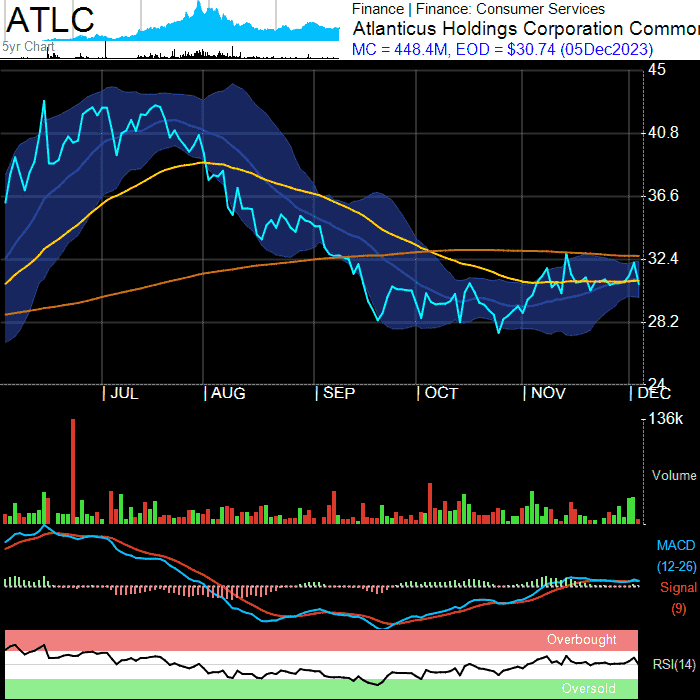 ATLC
5yr Chart
Finance | Finance: Consumer Services
Atlanticus Holdings Corporation Commo
MC = 448.4M, EOD = $30.74 (05Dec2023)
45
40.8
36.6
32.4
28.2
24
| JUL | AUG | SEP | OCT | NOV | DEC
136k
Volume
MACD
(12-26)
Signal
(9)
Overbought
RSI(14)
Oversold